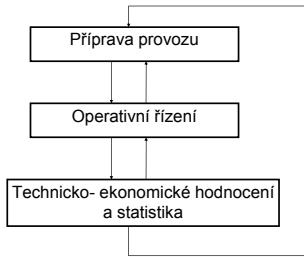 Příprava provozu
Operativní řízení
Technicko- ekonomické hodnocení
a statistika